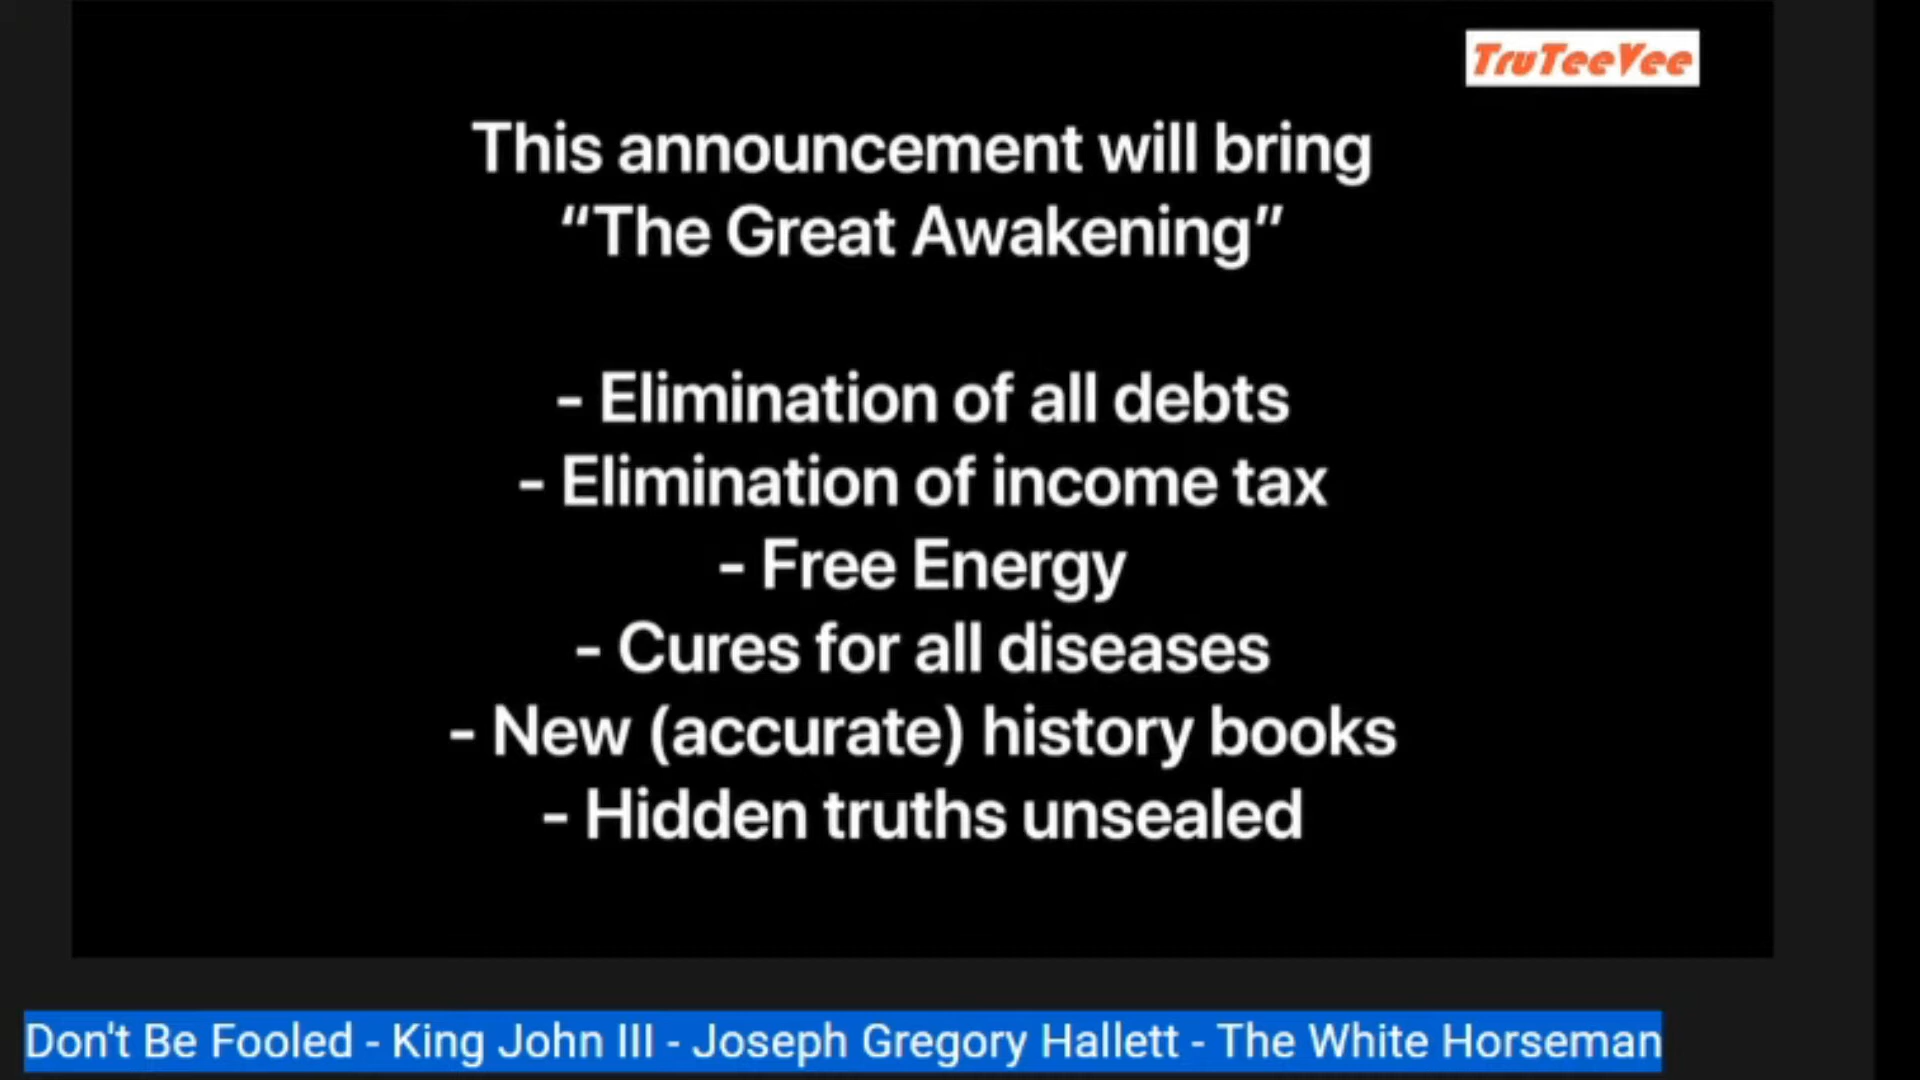 TruTeeVee
This announcement will bring
“The Great Awakening”
- Elimination of all debts
- Elimination of income tax
- Free Energy
- Cures for all diseases
- New (accurate) history books
- Hidden truths unsealed
Don't Be Fooled - King John III - Joseph Gregory Hallett - The White Horseman